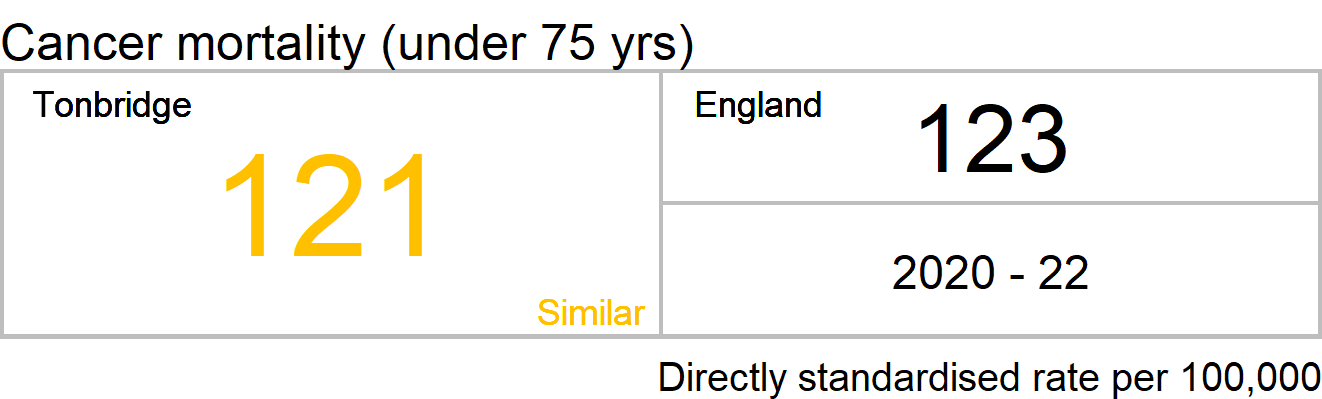 Cancer mortality (under 75 yrs)
Tonbridge
121
Similar
England
123
2020 - 22
Directly standardised rate per 100,000